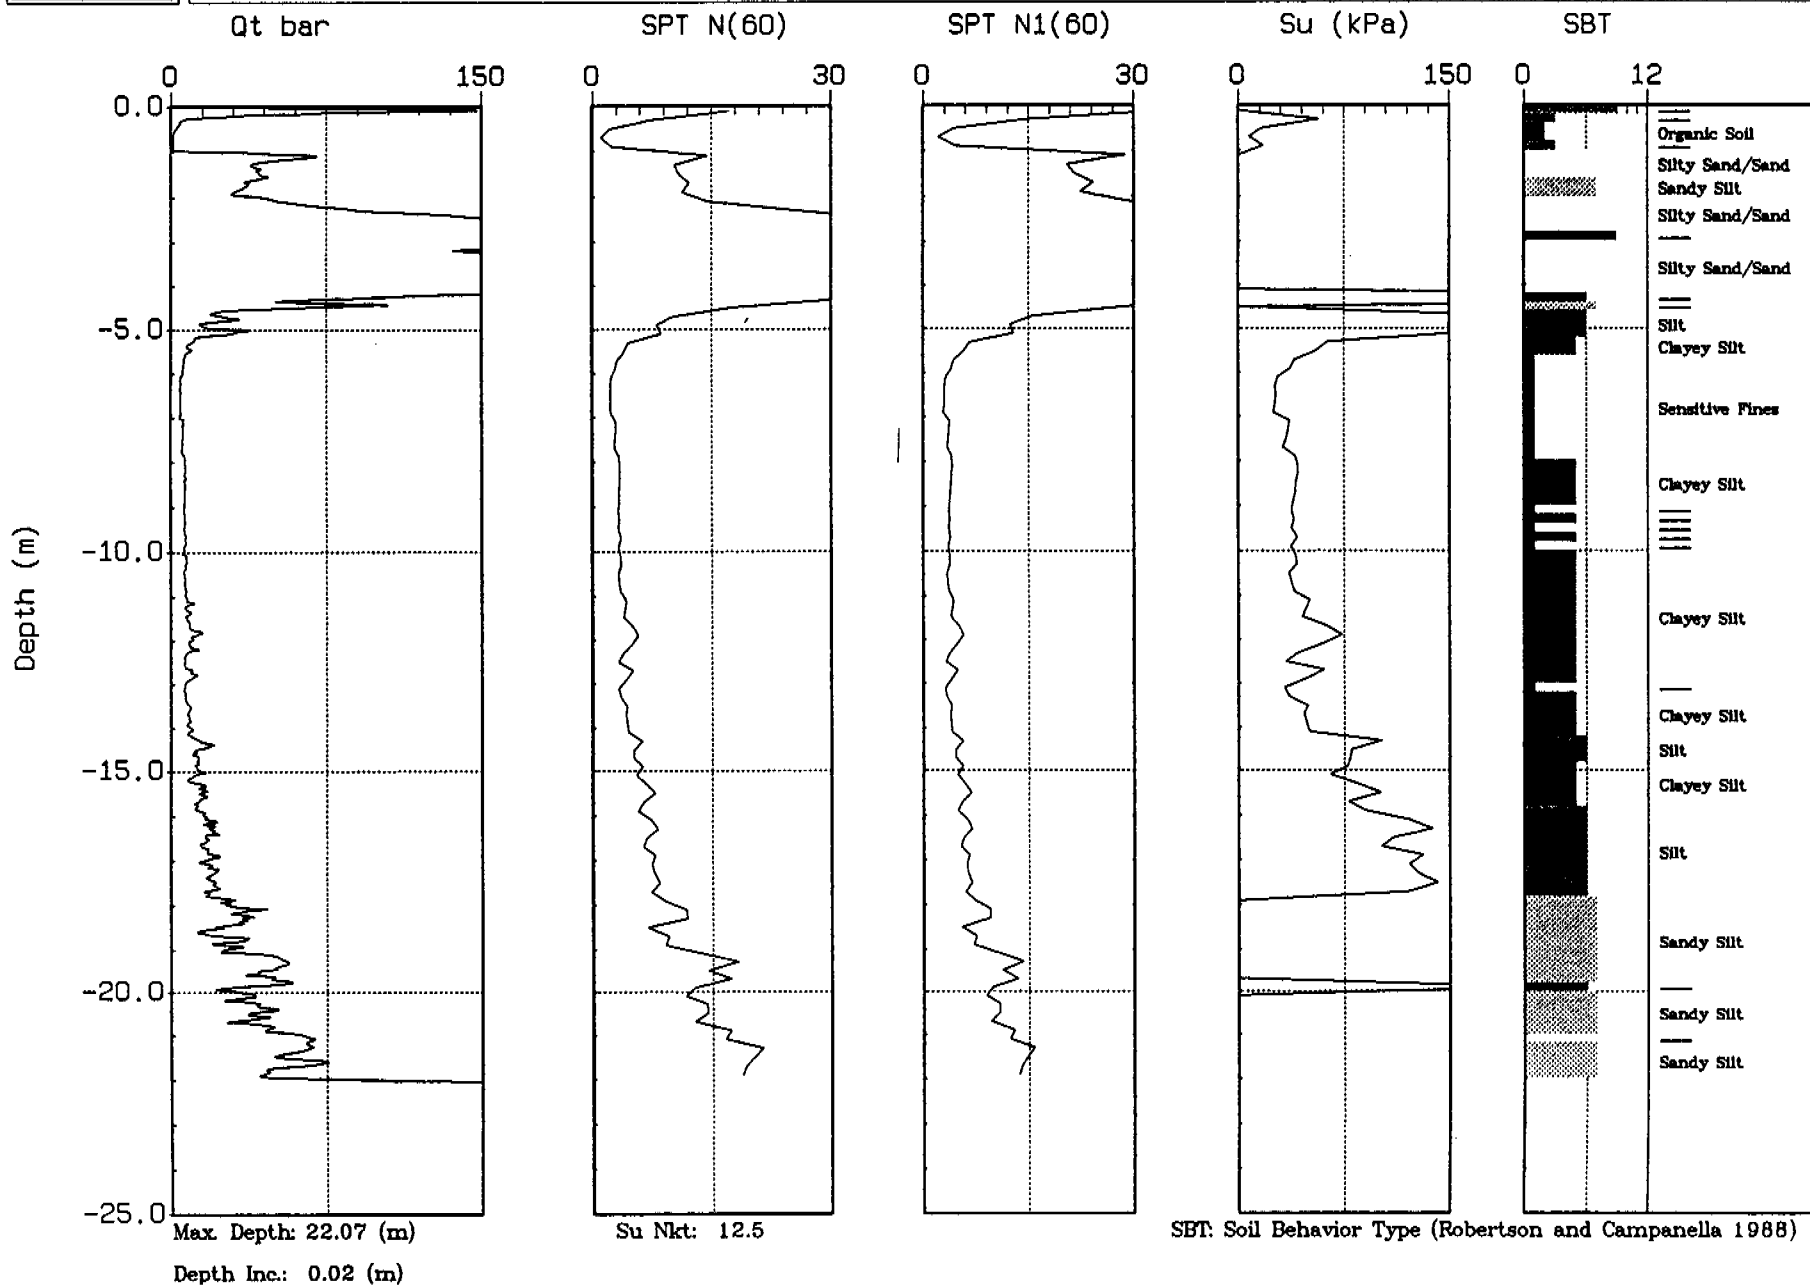 Qt bar SPT N(60) SPT N1(60) Su (kPa) SBT
0 150 0 30 0 30 0 150 0 12
0.0
Organic Soil
Silty Sand/Sand
Sandy Silt
Silty Sand/Sand
Silty Sand/Sand
-5.0 Silt
Clayey Silt
Sensitive Fines
Clayey Silt
-10.0
Depth (m)
Clayey Silt
Clayey Silt
Silt
-15.0
Clayey Silt
Silt
Sandy Silt
-20.0
Sandy Silt
Sandy Silt
-25.0
Max. Depth: 22.07 (m) Su Nkt: 12.5 SBT: Soil Behavior Type (Robertson and Campanella 1988)
Depth Inc.: 0.02 (m)